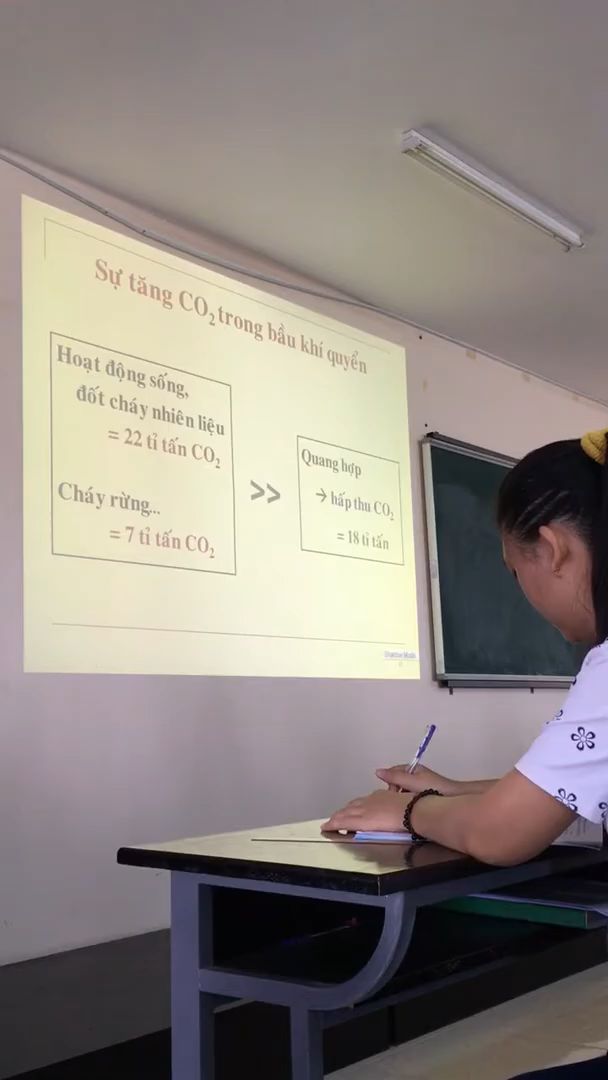 Sự tăng CO₂ trong bầu khí quyển
Hoạt động sống,
đốt cháy nhiên liệu
= 22 tỉ tấn CO₂
Cháy rừng...
= 7 tỉ tấn CO₂
>>
Quang hợp
→ hấp thu CO₂
= 18 tỉ tấn